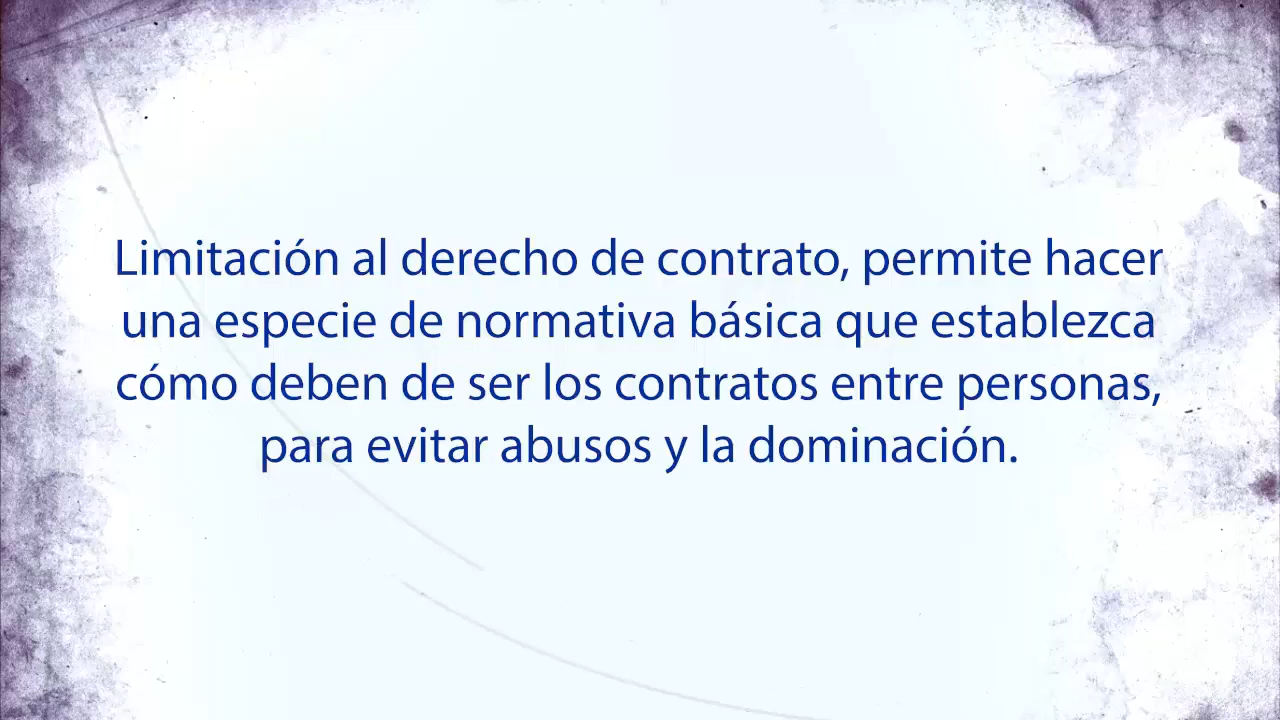 Limitación al derecho de contrato, permite hacer
una especie de normativa básica que establezca
cómo deben de ser los contratos entre personas,
para evitar abusos y la dominación.